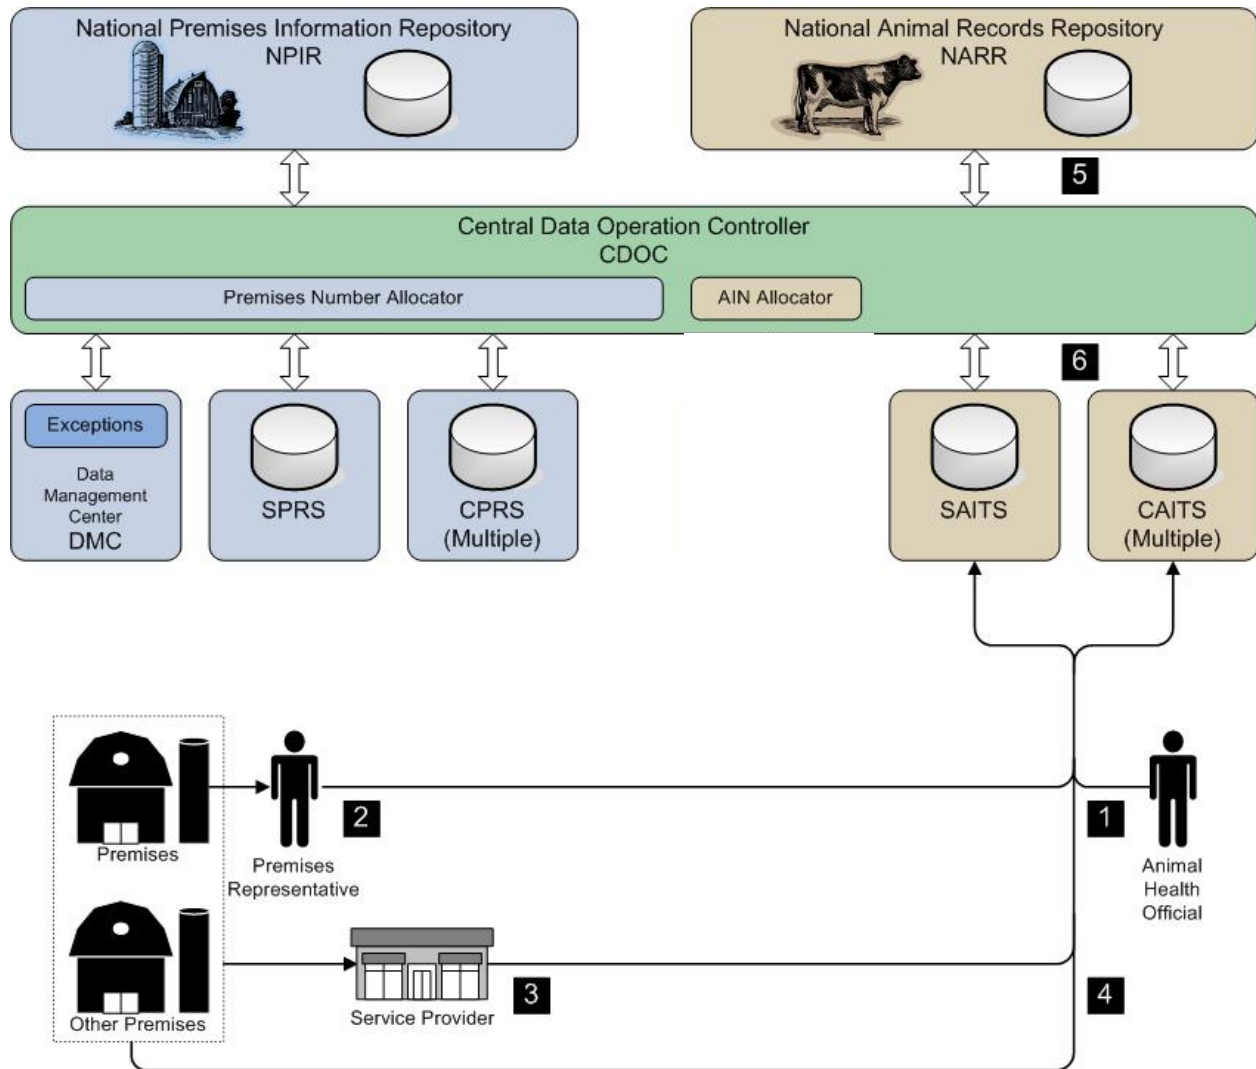 National Premises Information Repository
NPIR
National Animal Records Repository
NARR
5
Central Data Operation Controller
CDOC
Premises Number Allocator
AIN Allocator
6
Exceptions
Data
Management
Center
DMC
SPRS
CPRS
(Multiple)
SAITS
CAITS
(Multiple)
2
1
Premises
Premises
Representative
Animal
Health
Official
3
4
Other Premises
Service Provider